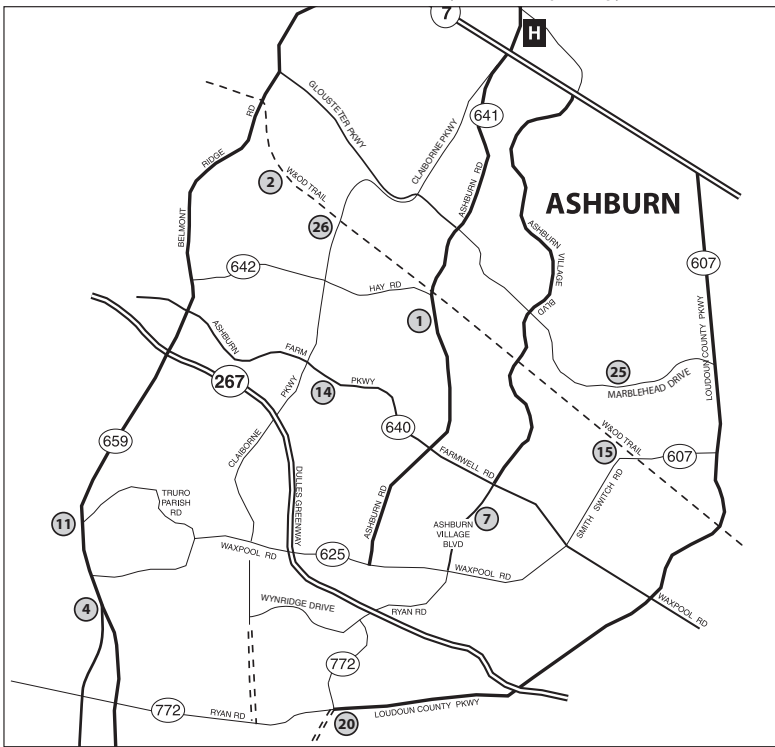 7
H
641
GLOUSTETER PKWY
CLAIBORNE PKWY
RD
RIDGE
BELMONT
2
W&OD TRAIL
26
ASHBURN RD
ASHBURN
ASHBURN VILLAGE BLVD
607
LOUDOUN COUNTY PKWY
642
HAY RD
1
ASHBURN
FARM
PKWY
267
14
PKWY
CLAIBORNE
25
MARBLEHEAD DRIVE
640
659
FARMWELL RD
W&OD TRAIL
15
607
SMITH SWITCH RD
DULLES GREENWAY
ASHBURN RD
TRURO
PARISH
RD
11
7
ASHBURN
VILLAGE
BLVD
WAXPOOL RD
625
WAXPOOL RD
WAXPOOL RD
4
WYNRIDGE DRIVE
RYAN RD
772
772
RYAN RD
20
LOUDOUN COUNTY PKWY